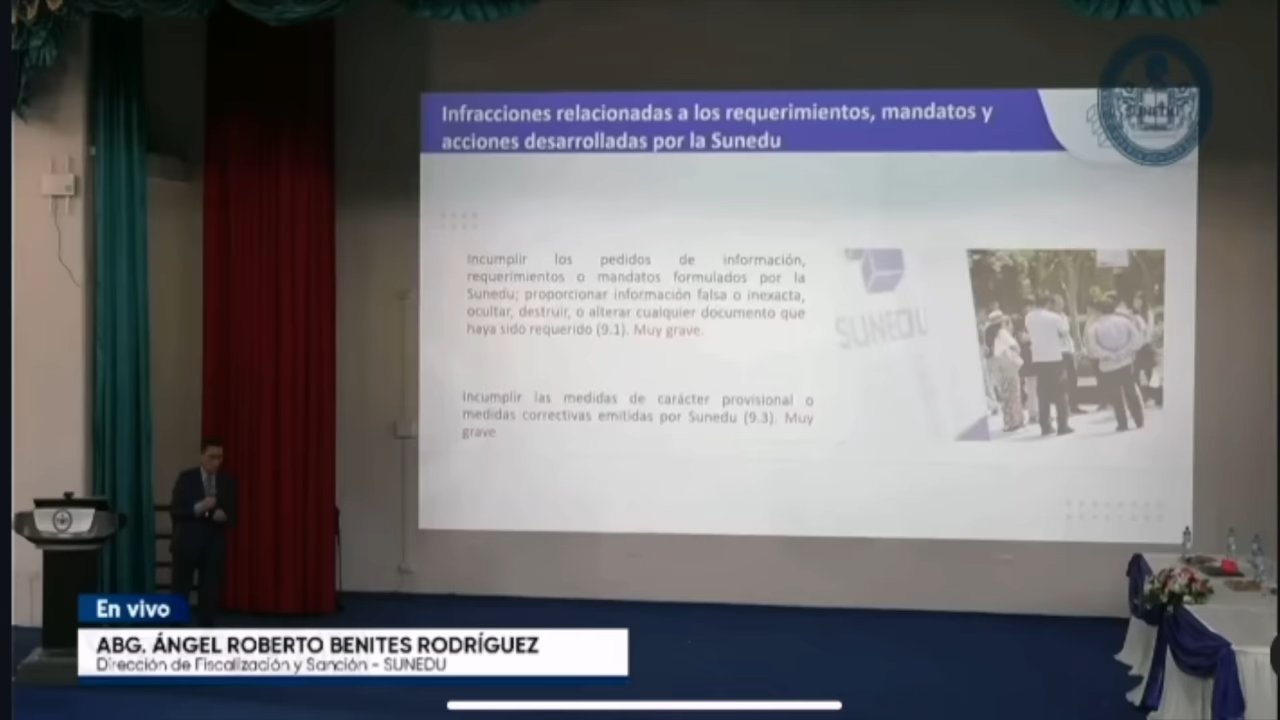 Infracciones relacionadas a los requerimientos, mandatos y
acciones desarrolladas por la Sunedu
Incumplir los pedidos de información,
requerimientos o mandatos formulados por la
Sunedu; proporcionar información falsa o inexacta,
ocultar, destruir, o alterar cualquier documento que
haya sido requerido (9.1). Muy grave.
SUNEDU
Incumplir las medidas de carácter provisional o
medidas correctivas emitidas por Sunedu (9.3). Muy
grave
En vivo
ABG. ÁNGEL ROBERTO BENITES RODRÍGUEZ
Dirección de Fiscalización y Sanción - SUNEDU